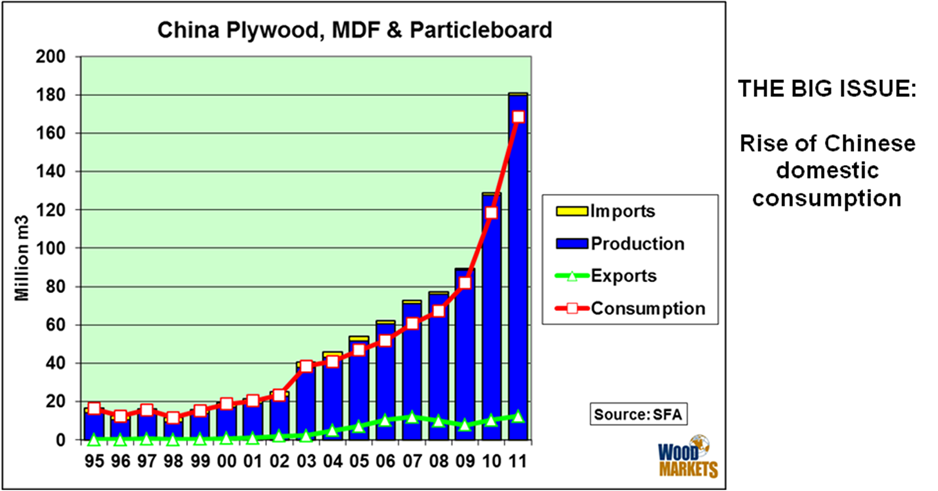 China Plywood, MDF & Particleboard
Million m3
200
180
160
140
120
100
80
60
40
20
0
95 96 97 98 99 00 01 02 03 04 05 06 07 08 09 10 11
Imports
Production
Exports
Consumption
Source:SFA
WOOD
MARKETS
THE BIG ISSUE:
Rise of Chinese
domestic
consumption